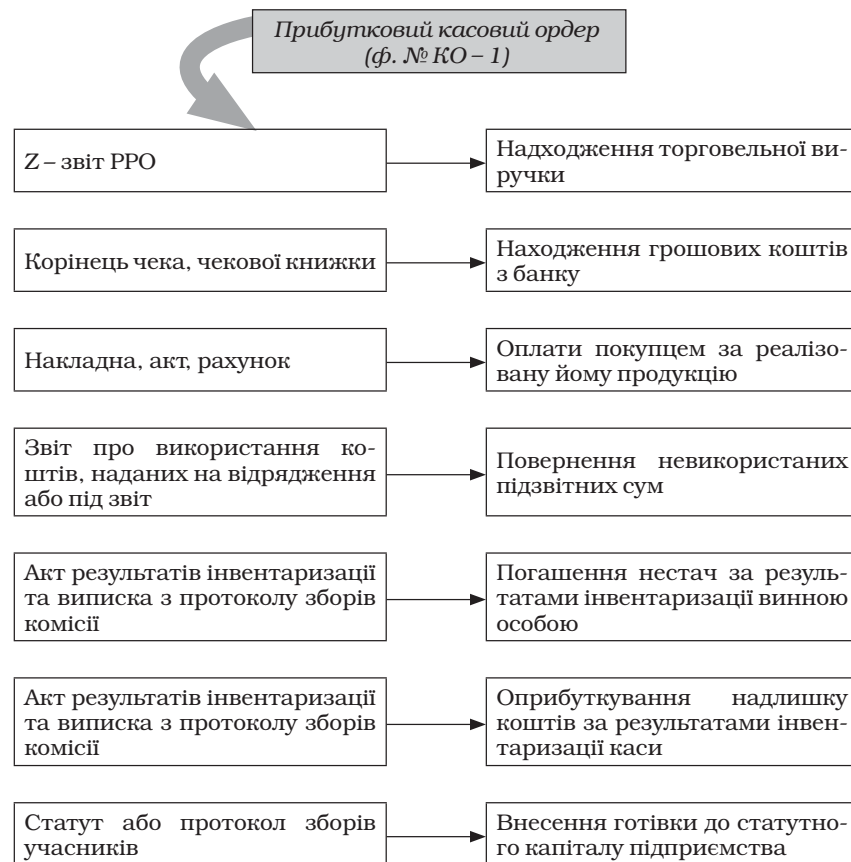 Прибутковий касовий ордер
(ф. № КО – 1)
Z – звіт РРО
Надходження торговельної ви-
ручки
Корінець чека, чекової книжки
Находження грошових коштів
з банку
Накладна, акт, рахунок
Оплати покупцем за реалізо-
вану йому продукцію
Звіт про використання ко-
штів, наданих на відрядження
або під звіт
Повернення невикористаних
підзвітних сум
Акт результатів інвентаризації
та виписка з протоколу зборів
комісії
Погашення нестач за резуль-
татами інвентаризації винною
особою
Акт результатів інвентаризації
та виписка з протоколу зборів
комісії
Оприбуткування надлишку
коштів за результатами інвен-
таризації каси
Статут або протокол зборів
учасників
Внесення готівки до статутно-
го капіталу підприємства